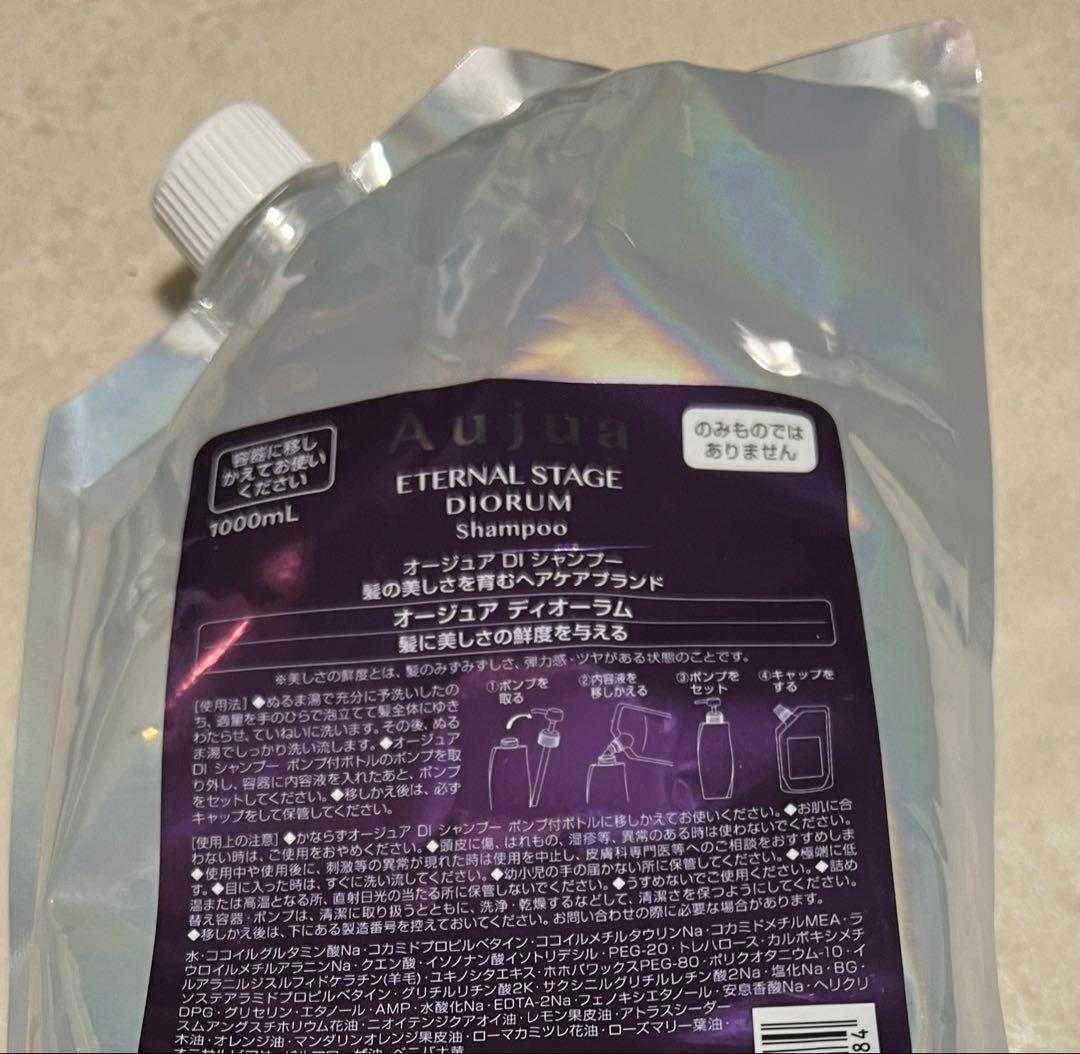 容器に移し
かえてお使い
ください
1000mL
Aujua
ETERNAL STAGE
DIORUM
Shampoo
のみものでは
ありません
オージュア DI シャンプー
髪の美しさを育むヘアケアブランド
オージュア ディオーラム
髪に美しさの鮮度を与える
※美しさの鮮度とは、髪のみずみずしさ、弾力感・ツヤがある状態のことです。
[使用法] ◆ぬるま湯で充分に予洗いしたの
ち、適量を手のひらで泡立てて髪全体にゆき
わたらせ、ていねいに洗います。その後、ぬる
ま湯でしっかり洗い流します。◆オージュア
DI シャンプー ポンプ付ボトルのポンプを取
り外し、容器に内容液を入れたあと、ポンプ
をセットしてください。◆移しかえ後は、必ず
キャップをして保管してください。
①ポンプを
取る
②内容液を
移しかえる
③ポンプを
セット
④キャップを
する
[使用上の注意] ◆かならずオージュア DI シャンプー ポンプ付ボトルに移しかえてお使いください。◆お肌に合
わない時は、ご使用をおやめください。◆頭皮に傷、はれもの、湿疹等、異常のある時は使わないでください。
◆使用中や使用後に、刺激等の異常が現れた時は使用を中止し、皮膚科専門医等へのご相談をおすすめしま
す。◆目に入った時は、すぐに洗い流してください。◆幼小児の手の届かない所に保管してください。◆極端に低
温または高温となる所、直射日光の当たる所に保管しないでください。◆うすめないでご使用ください。◆詰め
替え容器・ポンプは、清潔に取り扱うとともに、洗浄・乾燥するなどして、清潔さを保つようにしてください。
◆移しかえ後は、下にある製造番号を控えておいてください。お問い合わせの際に必要な場合があります。
水・ココイルグルタミン酸Na・コカミドプロピルベタイン・ココイルメチルタウリンNa・コカミドメチルMEA・ラ
ウロイルメチルアラニンNa・クエン酸・イソノナン酸イソトリデシル・PEG-20・トレハロース・カルボキシメチ
ルアラニルジスルフィドケラチン(羊毛)・ユキノシタエキス・ホホバワックスPEG-80・ポリクオタニウム-10・イ
ソステアラミドプロピルベタイン・グリチルリチン酸2K・サクシニルグリチルレチン酸2Na・塩化Na・BG・
DPG・グリセリン・エタノール・AMP・水酸化Na・EDTA-2Na・フェノキシエタノール・安息香酸Na・ヘリクリ
スムアングスチホリウム花油・ニオイテンジクアオイ油・レモン果皮油・アトラスシーダー
木油・オレンジ油・マンダリンオレンジ果皮油・ローマカミツレ花油・ローズマリー葉油・
84